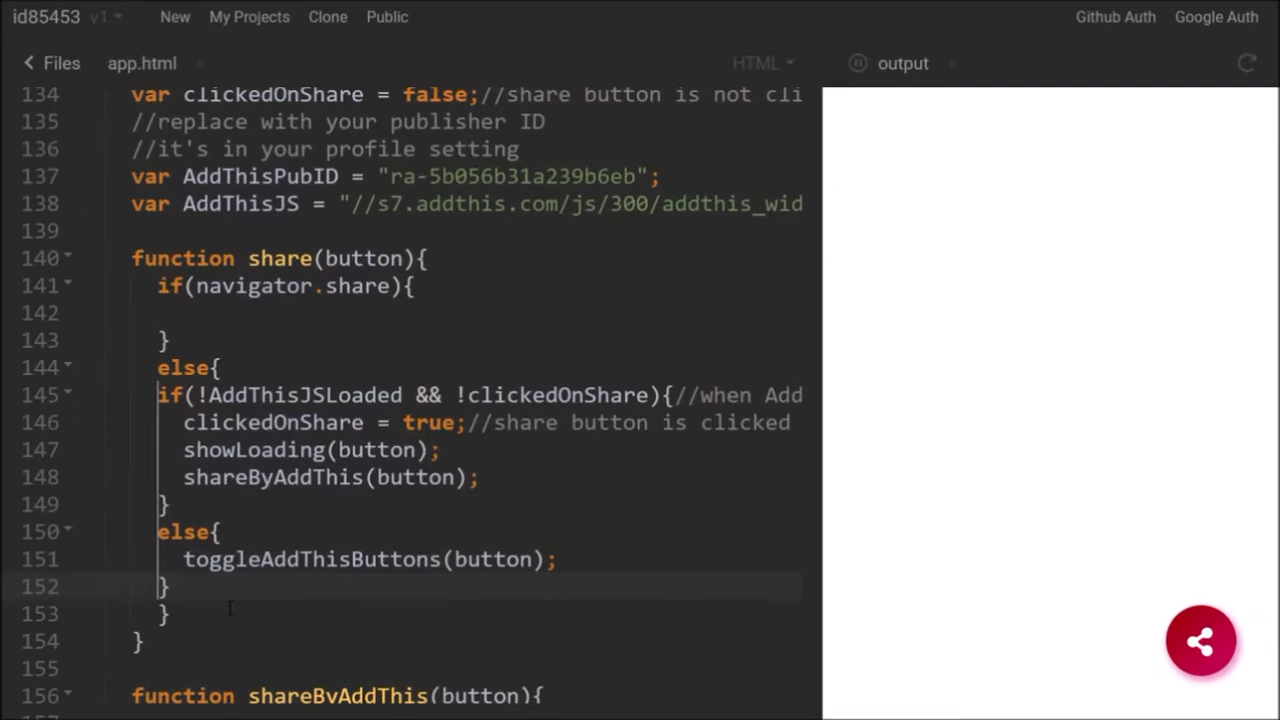 id85453 v1 New My Projects Clone Public Github Auth Google Auth
Files app.html × HTML output ×
134 var clickedOnShare = false;//share button is not cli
135 //replace with your publisher ID
136 //it's in your profile setting
137 var AddThisPubID = "ra-5b056b31a239b6eb";
138 var AddThisJS = "//s7.addthis.com/js/300/addthis_wid
139
140 function share(button){
141 if(navigator.share){
142
143 }
144 else{
145 if(!AddThisJSLoaded && !clickedOnShare){//when Add
146 clickedOnShare = true;//share button is clicked
147 showLoading(button);
148 shareByAddThis(button);
149 }
150 else{
151 toggleAddThisButtons(button);
152 }
153 }
154 }
155
156 function shareByAddThis(button){